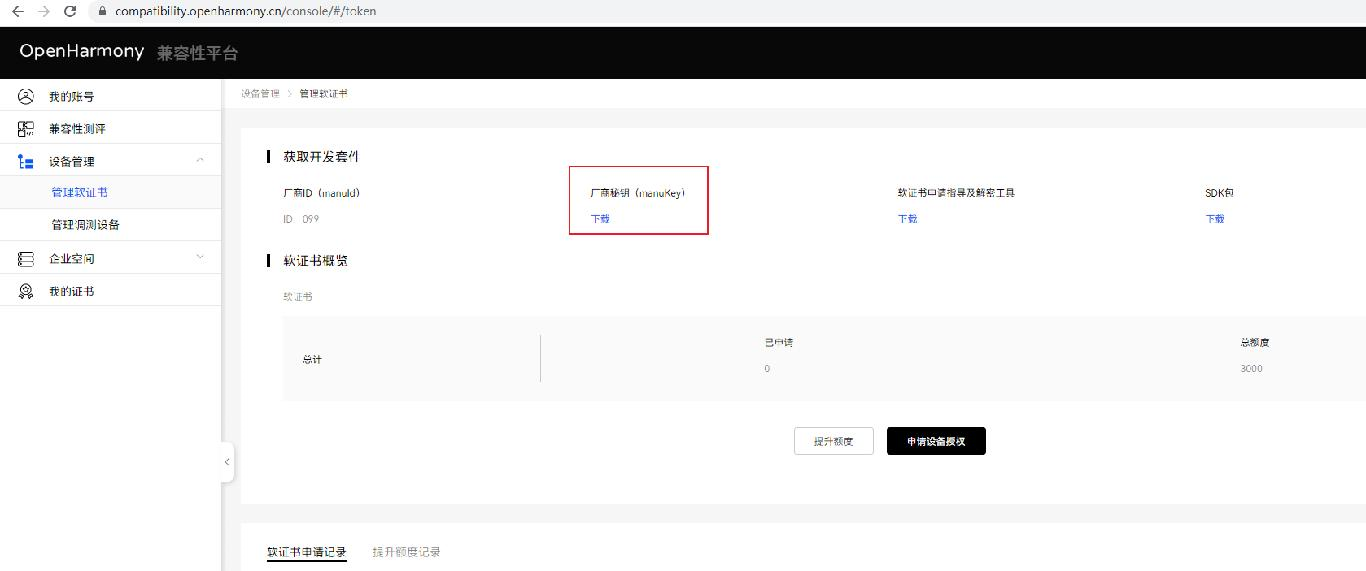 compatibility.openharmony.cn/console/#/token
OpenHarmony 兼容性平台
我的账号
兼容性测评
设备管理
管理软证书
管理调测设备
企业空间
我的证书
设备管理 > 管理软证书
获取开发套件
厂商ID（manuId） 厂商秘钥（manuKey） 软证书申请指导及解密工具 SDK包
ID: 099 下载 下载 下载
软证书概览
软证书
总计 已申请 总额度
0 3000
提升额度 申请设备授权
软证书申请记录 提升额度记录